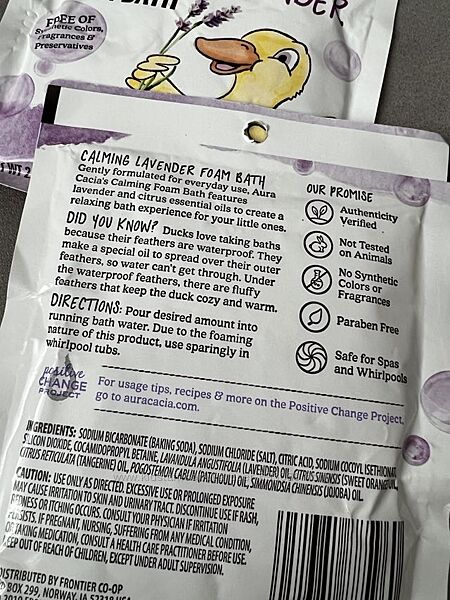 BATH
DER
FREE OF
Synthetic Colors,
Fragrances &
Preservatives
WT 2
CALMING LAVENDER FOAM BATH
Gently formulated for everyday use, Aura
Cacia's Calming Foam Bath features
lavender and citrus essential oils to create a
relaxing bath experience for your little ones.
DID YOU KNOW? Ducks love taking baths
because their feathers are waterproof. They
make a special oil to spread over their outer
feathers, so water can't get through. Under
the waterproof feathers, there are fluffy
feathers that keep the duck cozy and warm.
DIRECTIONS: Pour desired amount into
running bath water. Due to the foaming
nature of this product, use sparingly in
whirlpool tubs.
OUR PROMISE
Authenticity
Verified
Not Tested
on Animals
No Synthetic
Colors or
Fragrances
Paraben Free
Safe for Spas
and Whirlpools
positive
CHANGE
PROJECT
For usage tips, recipes & more on the Positive Change Project,
go to auracacia.com.
INGREDIENTS: SODIUM BICARBONATE (BAKING SODA), SODIUM CHLORIDE (SALT), CITRIC ACID, SODIUM COCOYL ISETHIONATE,
SILICON DIOXIDE, COCAMIDOPROPYL BETAINE, LAVANDULA ANGUSTIFOLIA (LAVENDER) OIL, CITRUS SINENSIS (SWEET ORANGE) OIL,
CITRUS RETICULATA (TANGERINE) OIL, POGOSTEMON CABLIN (PATCHOULI) OIL, SIMMONDSIA CHINENSIS (JOJOBA) OIL.
CAUTION: USE ONLY AS DIRECTED. EXCESSIVE USE OR PROLONGED EXPOSURE
MAY CAUSE IRRITATION TO SKIN AND URINARY TRACT. DISCONTINUE USE IF RASH,
REDNESS OR ITCHING OCCURS. CONSULT YOUR PHYSICIAN IF IRRITATION
PERSISTS. IF PREGNANT, NURSING, SUFFERING FROM ANY MEDICAL CONDITION,
OR TAKING MEDICATION, CONSULT A HEALTH CARE PRACTITIONER BEFORE USE.
KEEP OUT OF REACH OF CHILDREN, EXCEPT UNDER ADULT SUPERVISION.
DISTRIBUTED BY FRONTIER CO-OP
BOX 299, NORWAY, IA 52318 USA